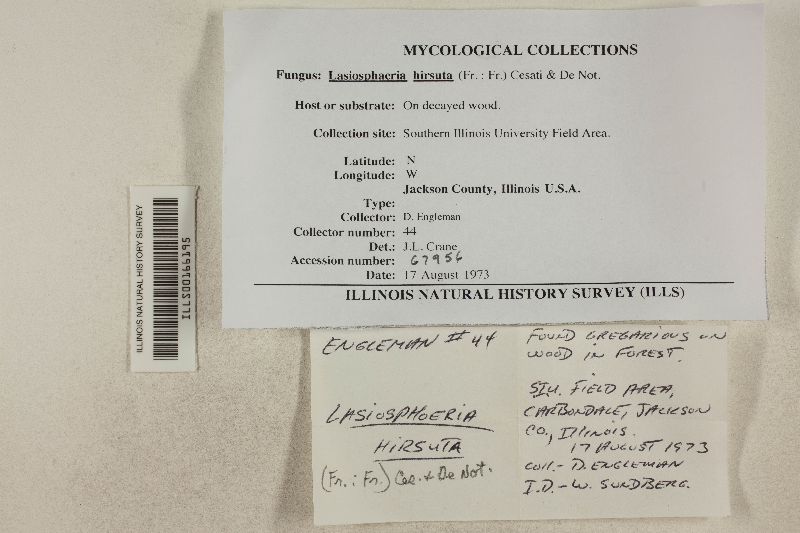 MYCOLOGICAL COLLECTIONS
Fungus: Lasiosphaeria hirsuta (Fr. : Fr.) Cesati & De Not.
Host or substrate: On decayed wood.
Collection site: Southern Illinois University Field Area.
Latitude: N
Longitude: W
Jackson County, Illinois U.S.A.
Type:
Collector: D. Engleman
Collector number: 44
Det.: J.L. Crane
Accession number: 67956
Date: 17 August 1973
ILLINOIS NATURAL HISTORY SURVEY (ILLS)
ILLINOIS NATURAL HISTORY SURVEY
ILLS00166195
ENGLEMAN # 44
LASIOSPHOERIA
HIRSUTA
(Fr. : Fr.) Ces. & De Not.
FOUND GREGARIOUS ON
WOOD IN FOREST.
SIU. FIELD AREA,
CARBONDALE, JACKSON
CO., ILLINOIS.
17 AUGUST 1973
COLL.- D. ENGLEMAN
I.D. - W. SUNDBERG.